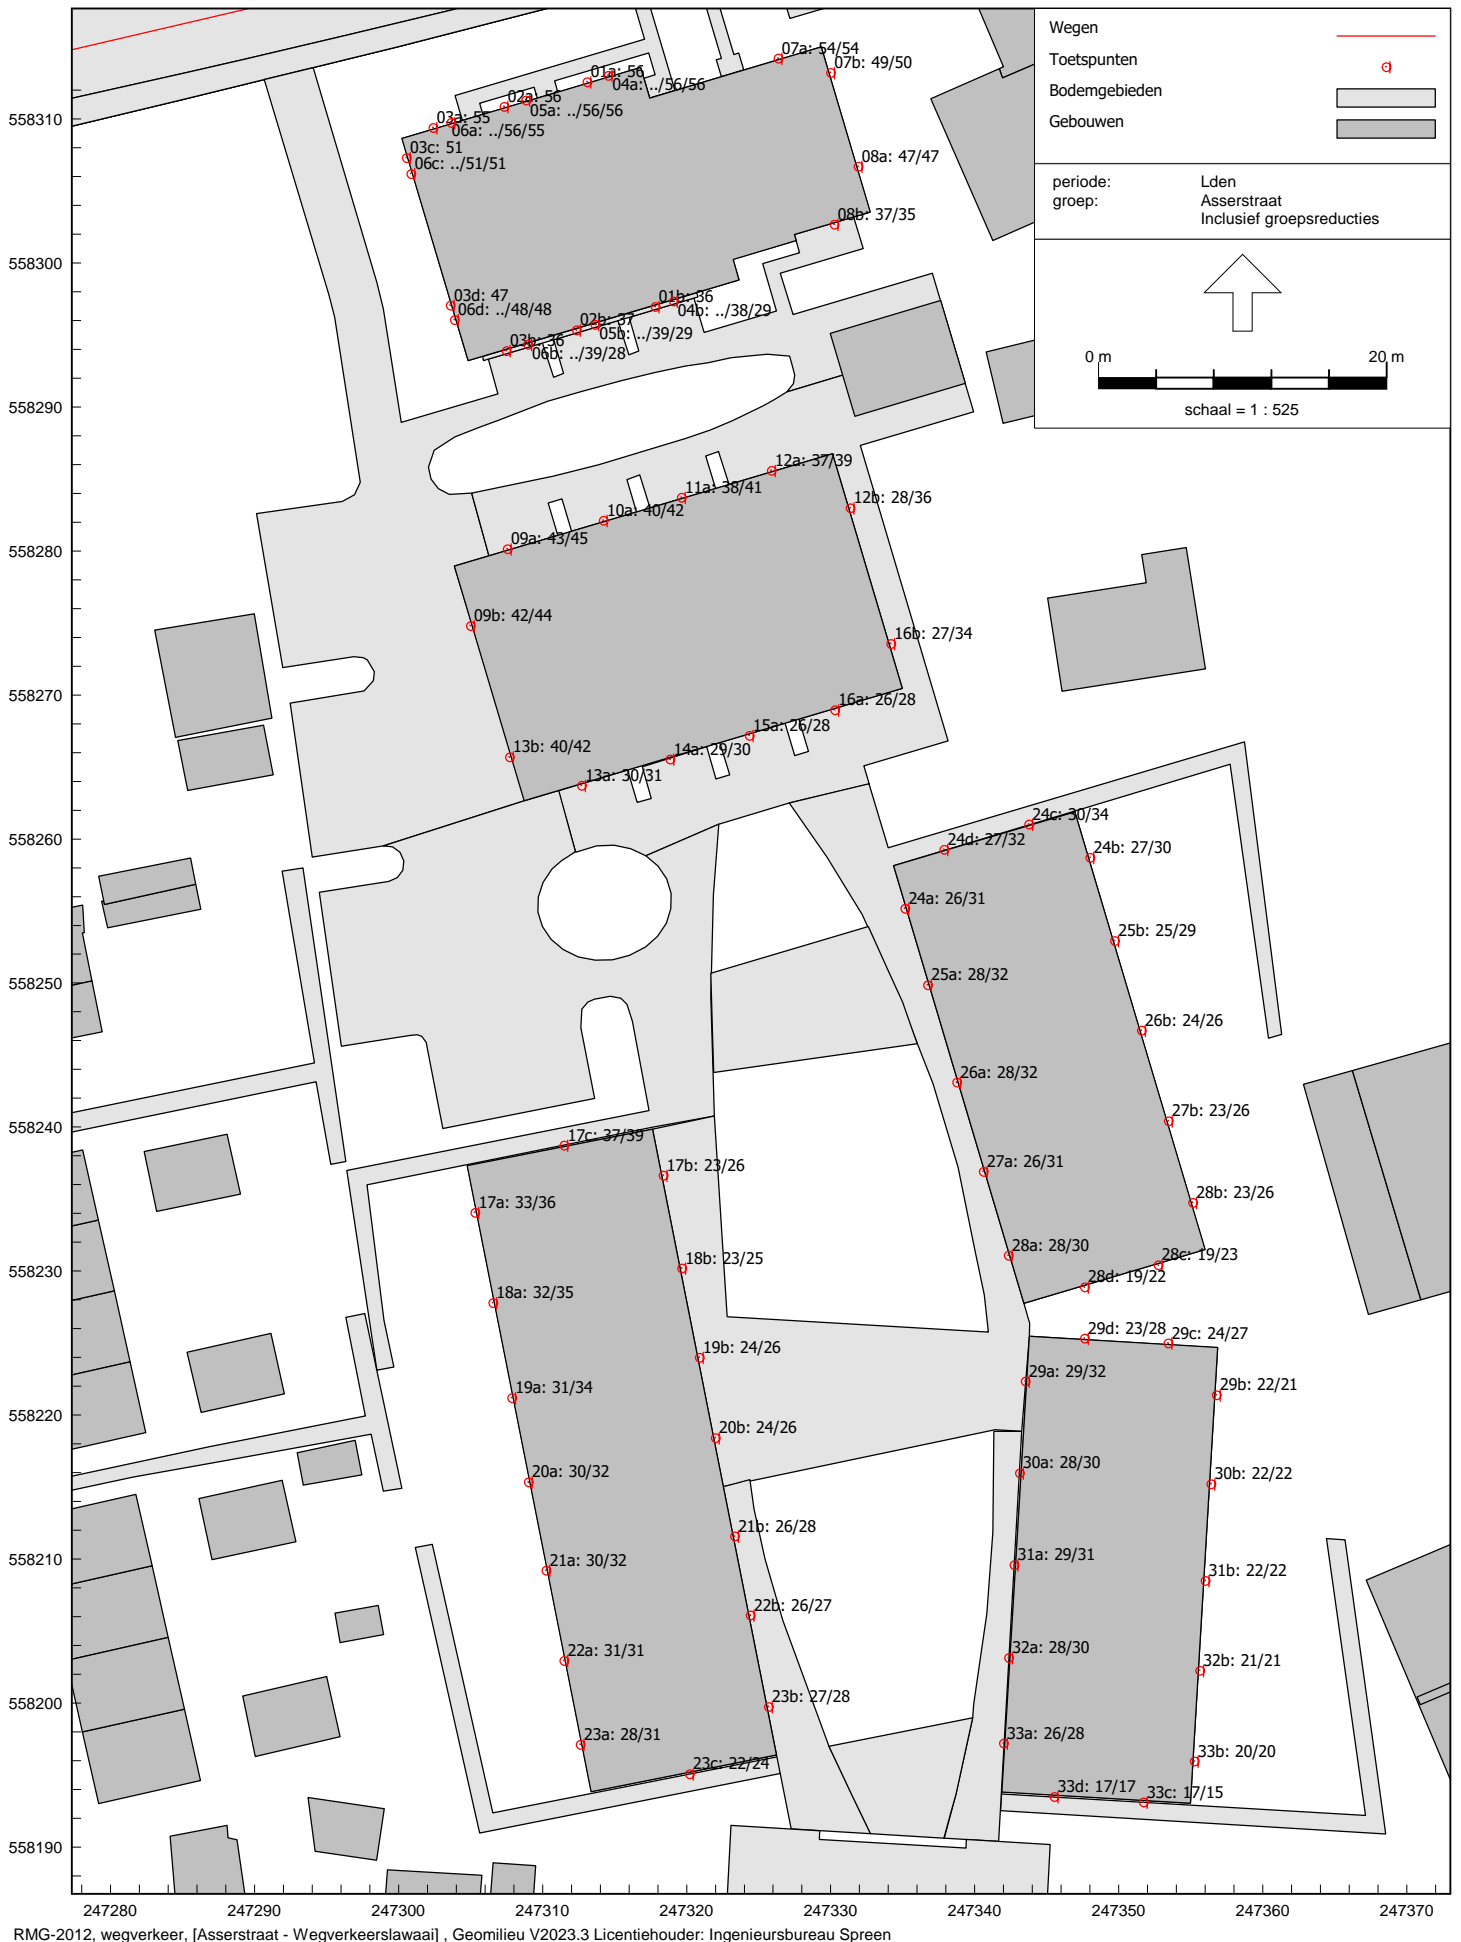 Wegen
Toetspunten
Bodemgebieden
Gebouwen
periode: Lden
groep: Asserstraat
Inclusief groepsreducties
0 m 20 m
schaal = 1 : 525
07a: 54/54
07b: 49/50
01a: 56
04a: ../56/56
02a: 56
05a: ../56/56
03a: 55
06a: ../56/55
03c: 51
06c: ../51/51
08a: 47/47
08b: 37/35
03d: 47
06d: ../48/48
01b: 36
04b: ../38/29
02b: 37
05b: ../39/29
03b: 36
06b: ../39/28
12a: 37/39
11a: 38/41
12b: 28/36
10a: 40/42
09a: 43/45
09b: 42/44
16b: 27/34
16a: 26/28
15a: 26/28
14a: 29/30
13b: 40/42
13a: 30/31
24c: 30/34
24d: 27/32
24b: 27/30
24a: 26/31
25b: 25/29
25a: 28/32
26b: 24/26
26a: 28/32
27b: 23/26
17c: 37/39
17b: 23/26
27a: 26/31
17a: 33/36
28b: 23/26
28a: 28/30
18b: 23/25
28c: 19/23
28d: 19/22
18a: 32/35
29d: 23/28
29c: 24/27
19b: 24/26
29a: 29/32
19a: 31/34
29b: 22/21
20b: 24/26
20a: 30/32
30a: 28/30
30b: 22/22
21b: 26/28
21a: 30/32
31a: 29/31
31b: 22/22
22b: 26/27
22a: 31/31
32a: 28/30
32b: 21/21
23b: 27/28
23a: 28/31
33a: 26/28
33b: 20/20
23c: 22/24
33d: 17/17
33c: 17/15
558310
558300
558290
558280
558270
558260
558250
558240
558230
558220
558210
558200
558190
247280 247290 247300 247310 247320 247330 247340 247350 247360 247370
RMG-2012, wegverkeer, [Asserstraat - Wegverkeerslawaai] , Geomilieu V2023.3 Licentiehouder: Ingenieursbureau Spreen